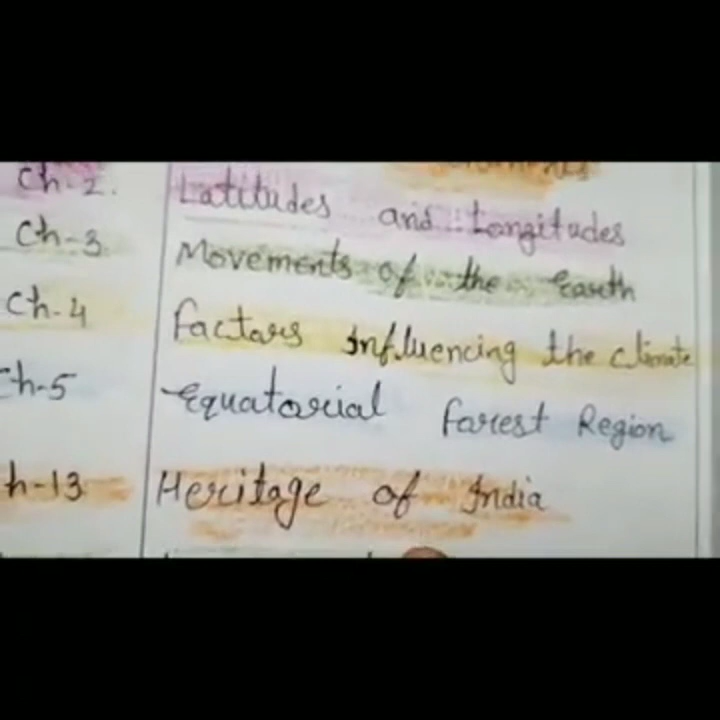 Ch-2. Latitudes and Longitudes
Ch-3 Movements of the Earth
Ch-4 Factors Influencing the climate
Ch-5 Equatorial Forest Region
h-13 Heritage of India